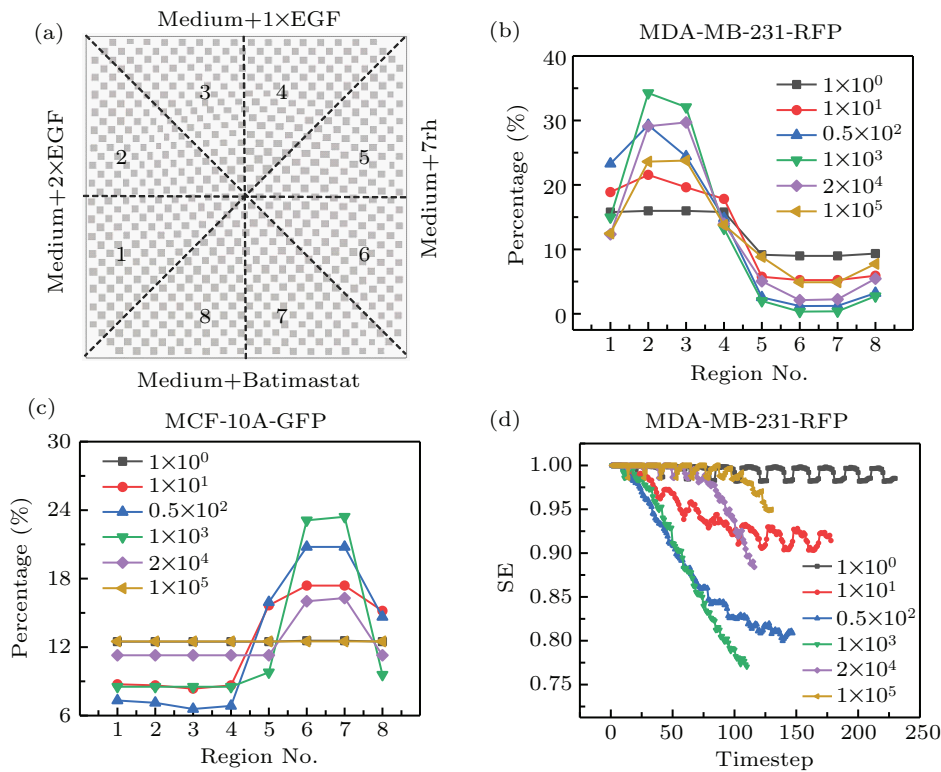 (a)
Medium+1×EGF
Medium+2×EGF
Medium+7rh
Medium+Batimastat
3
4
2
5
1
6
8
7
(b)
MDA-MB-231-RFP
Percentage (%)
40
30
20
10
0
1×10⁰
1×10¹
0.5×10²
1×10³
2×10⁴
1×10⁵
1 2 3 4 5 6 7 8
Region No.
(c)
MCF-10A-GFP
Percentage (%)
30
24
18
12
6
1×10⁰
1×10¹
0.5×10²
1×10³
2×10⁴
1×10⁵
1 2 3 4 5 6 7 8
Region No.
(d)
MDA-MB-231-RFP
SE
1.00
0.95
0.90
0.85
0.80
0.75
1×10⁰
1×10¹
0.5×10²
1×10³
2×10⁴
1×10⁵
0 50 100 150 200 250
Timestep